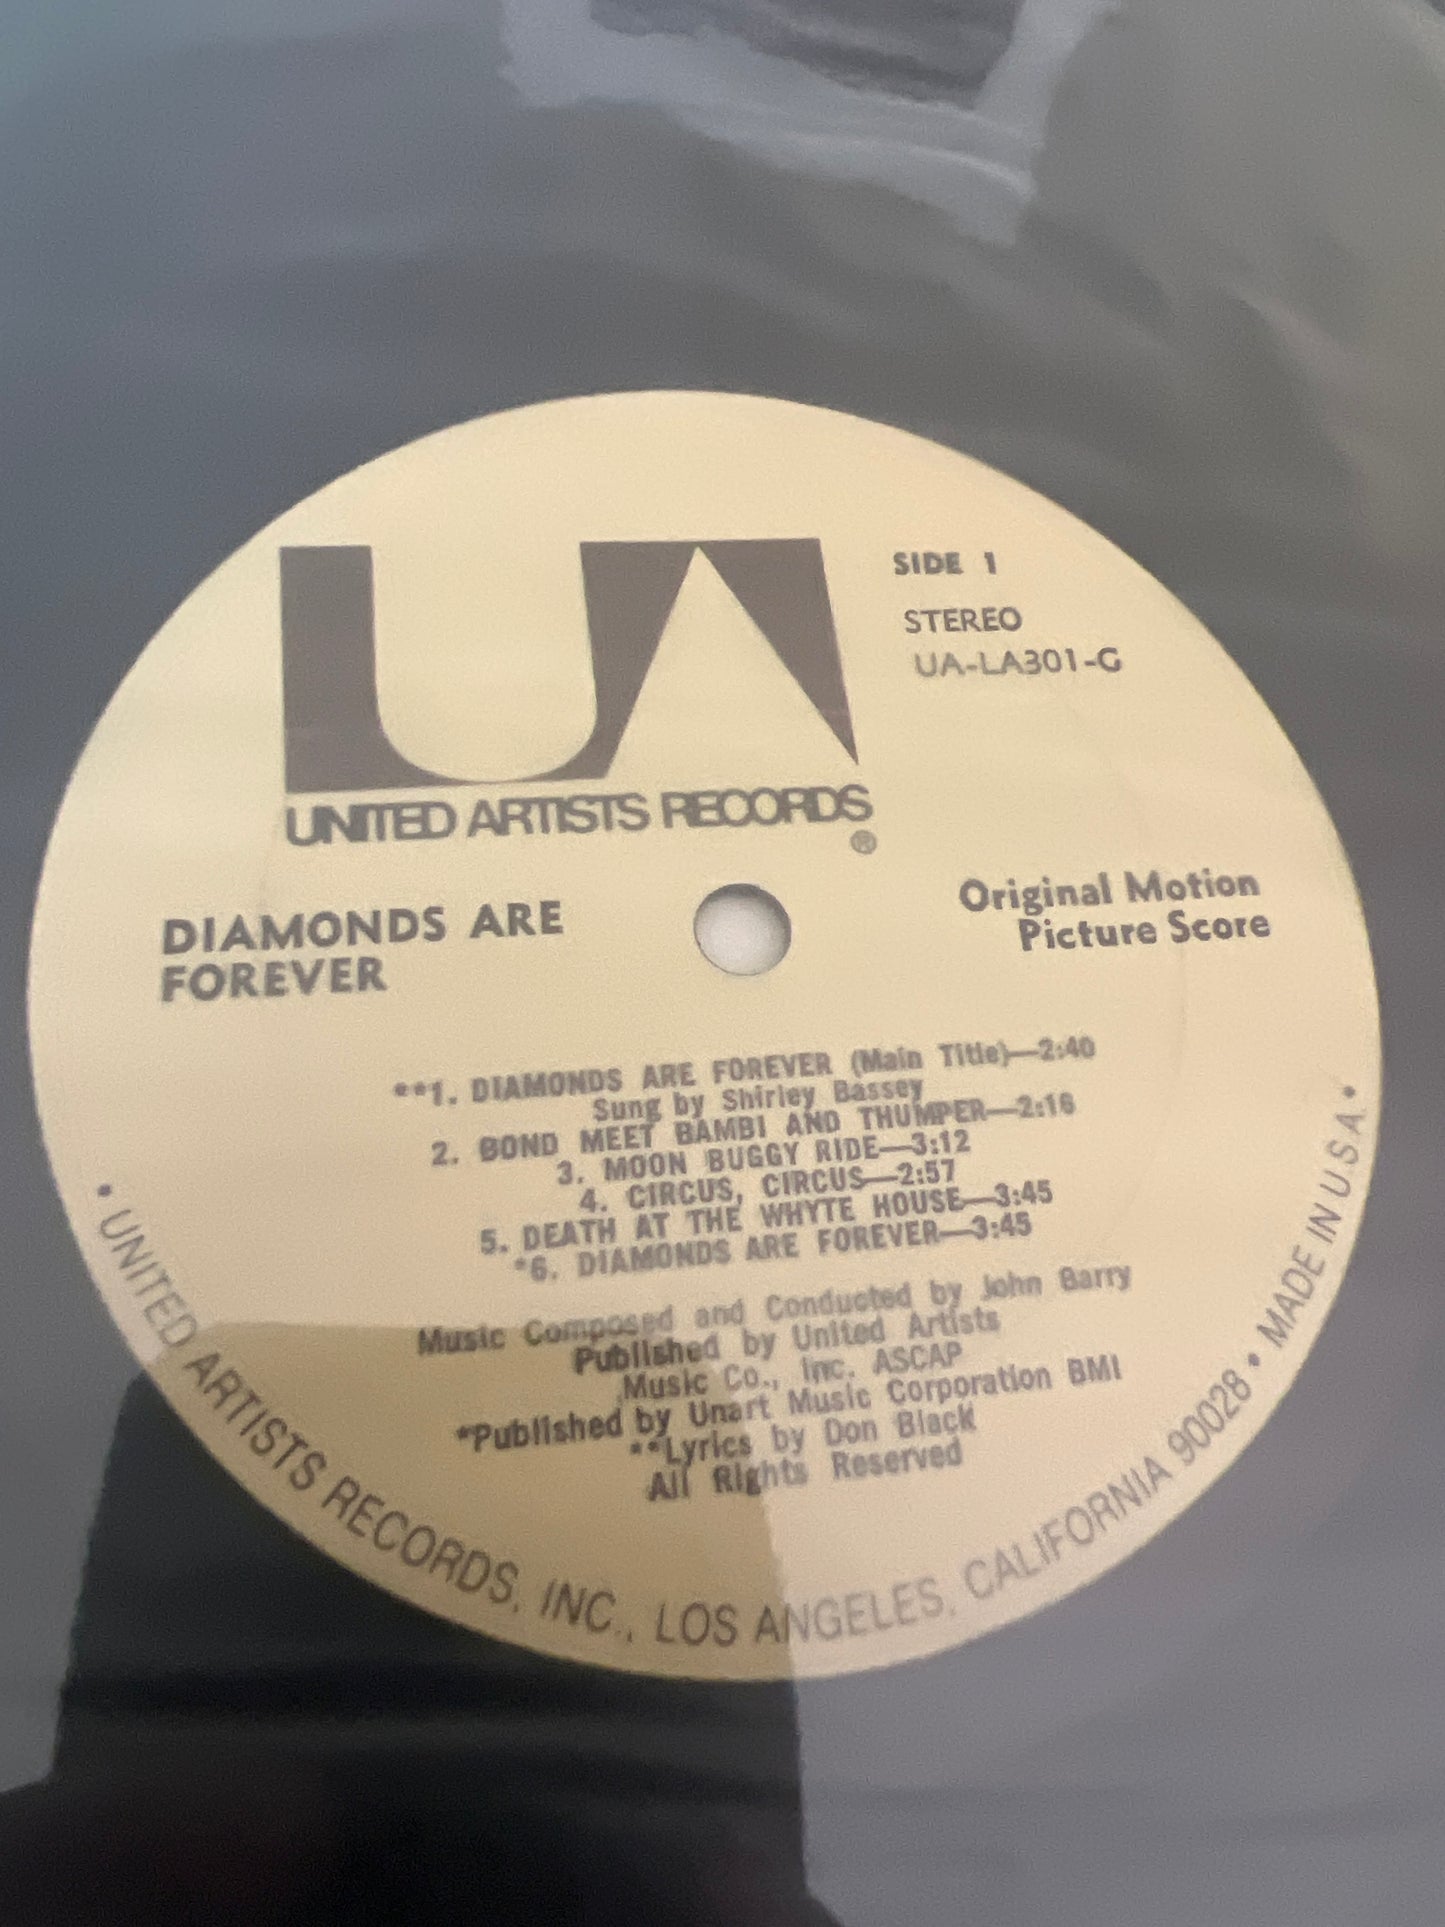 UA
UNITED ARTISTS RECORDS
®
SIDE 1
STEREO
UA-LA301-G
DIAMONDS ARE
FOREVER
Original Motion
Picture Score
**1. DIAMONDS ARE FOREVER (Main Title)—2:40
Sung by Shirley Bassey
2. BOND MEET BAMBI AND THUMPER—2:16
3. MOON BUGGY RIDE—3:12
4. CIRCUS, CIRCUS—2:57
5. DEATH AT THE WHYTE HOUSE—3:45
*6. DIAMONDS ARE FOREVER—3:45
Music Composed and Conducted by John Barry
Published by United Artists
Music Co., Inc. ASCAP
*Published by Unart Music Corporation BMI
**Lyrics by Don Black
All Rights Reserved
• UNITED ARTISTS RECORDS, INC., LOS ANGELES, CALIFORNIA 90028 • MADE IN U.S.A. •